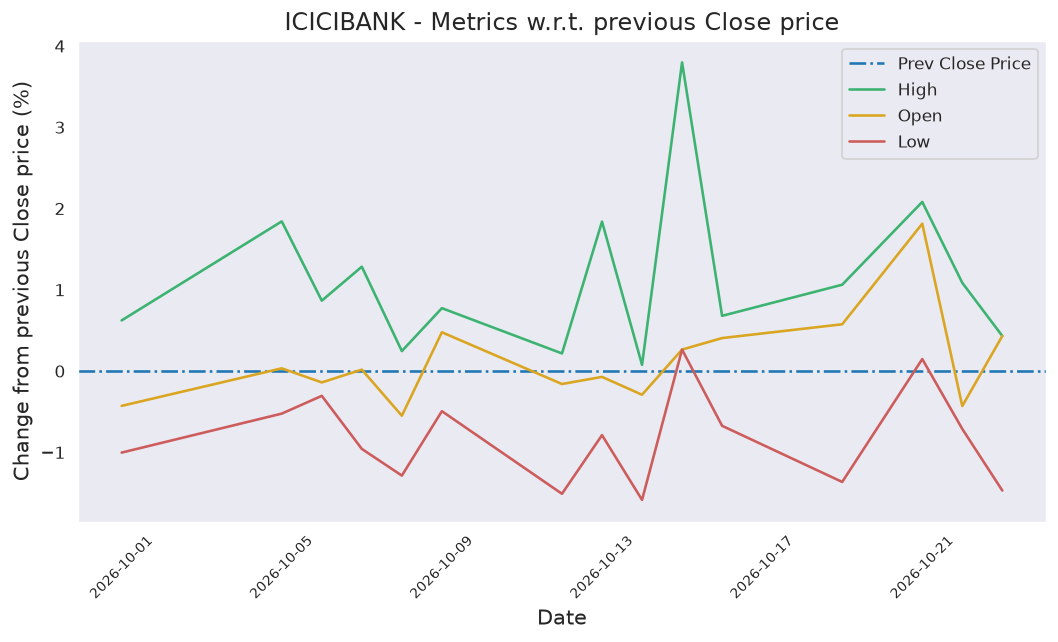 ICICIBANK - Metrics w.r.t. previous Close price
Change from previous Close price (%)
4
3
2
1
0
−1
Prev Close Price
High
Open
Low
2026-10-01
2026-10-05
2026-10-09
2026-10-13
2026-10-17
2026-10-21
Date